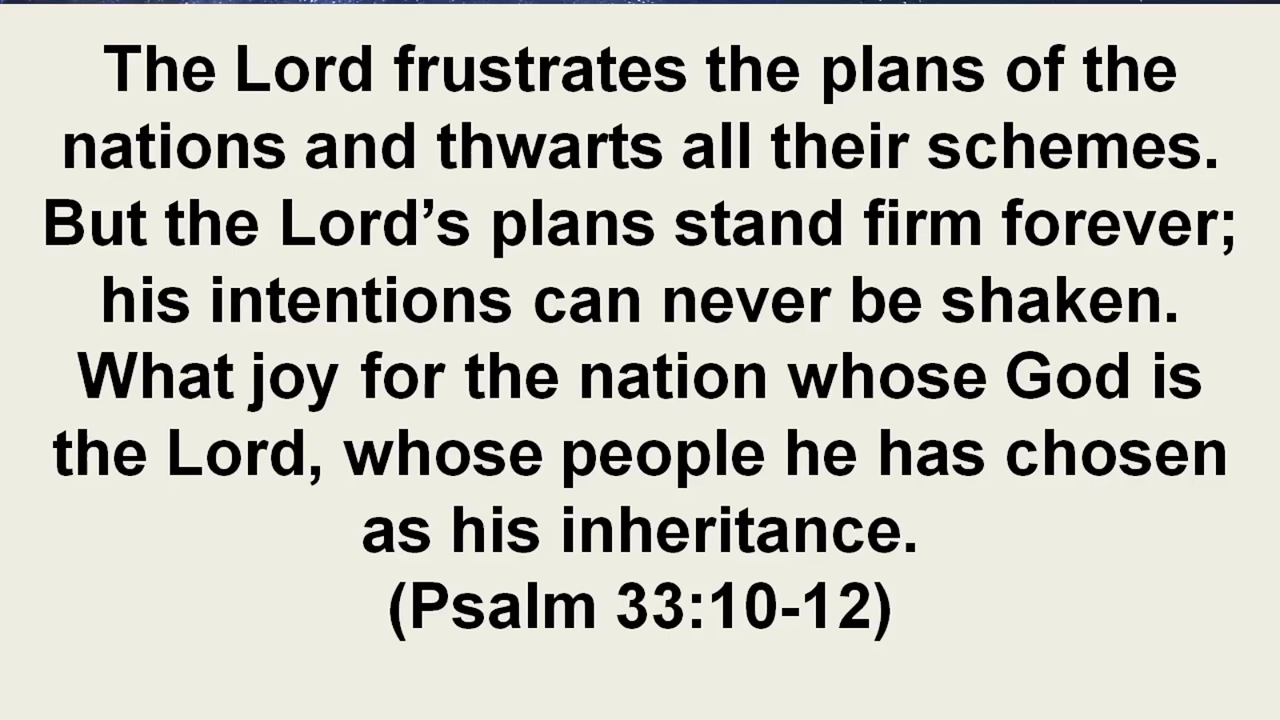 The Lord frustrates the plans of the
nations and thwarts all their schemes.
But the Lord’s plans stand firm forever;
his intentions can never be shaken.
What joy for the nation whose God is
the Lord, whose people he has chosen
as his inheritance.
(Psalm 33:10-12)